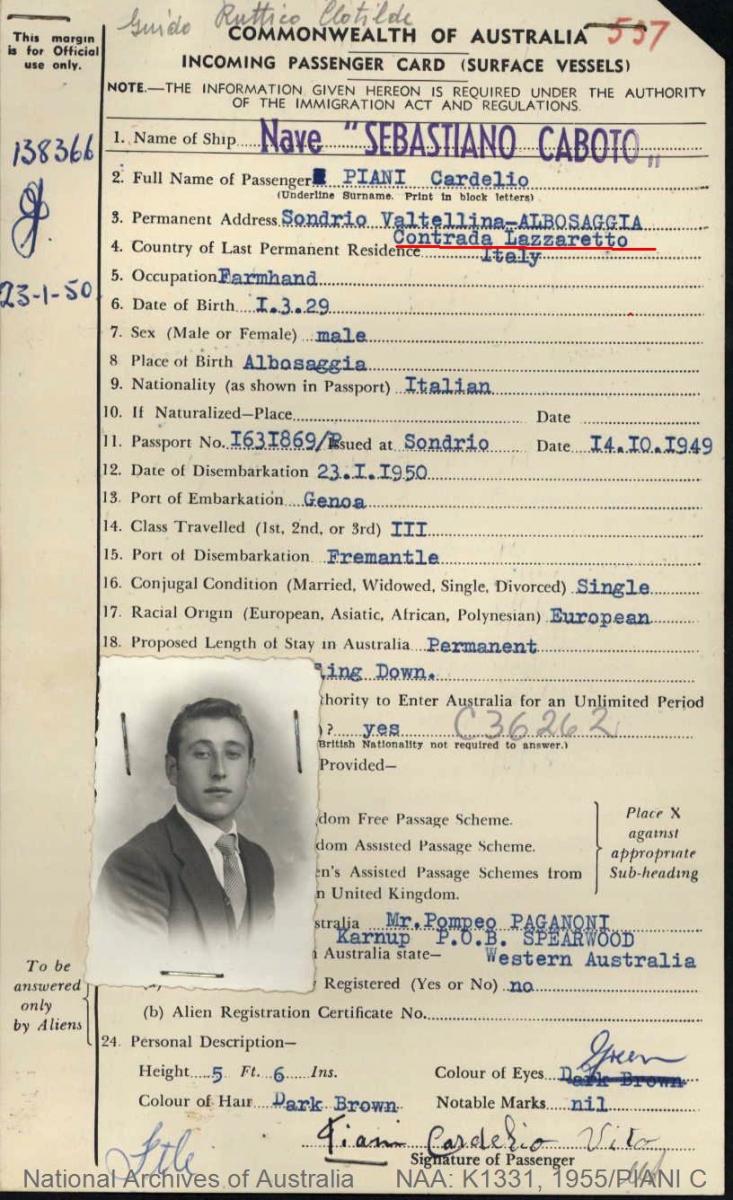 Guido Ruttico Clotilde
557
This margin
is for Official
use only.
COMMONWEALTH OF AUSTRALIA
INCOMING PASSENGER CARD (SURFACE VESSELS)
NOTE.—THE INFORMATION GIVEN HEREON IS REQUIRED UNDER THE AUTHORITY
OF THE IMMIGRATION ACT AND REGULATIONS.
138366
23-1-50
1. Name of Ship Nave "SEBASTIANO CABOTO„
2. Full Name of Passenger PIANI Cardelio
(Underline Surname. Print in block letters)
3. Permanent Address Sondrio Valtellina-ALBOSAGGIA
Contrada Lazzaretto
4. Country of Last Permanent Residence Italy
5. Occupation Farmhand
6. Date of Birth I.3.29
7. Sex (Male or Female) male
8 Place of Birth Albosaggia
9. Nationality (as shown in Passport) Italian
10. If Naturalized—Place Date
11. Passport No. I63I869/P Issued at Sondrio Date I4.IO.I949
12. Date of Disembarkation 23.I.I950
13. Port of Embarkation Genoa
14. Class Travelled (1st, 2nd, or 3rd) III
15. Port of Disembarkation Fremantle
16. Conjugal Condition (Married, Widowed, Single, Divorced) Single
17. Racial Origin (European, Asiatic, African, Polynesian) European
18. Proposed Length of Stay in Australia Permanent
ling Down.
thority to Enter Australia for an Unlimited Period
)? yes C36262
British Nationality not required to answer.)
Provided—
dom Free Passage Scheme.
dom Assisted Passage Scheme.
en's Assisted Passage Schemes from
n United Kingdom.
Place X
against
appropriate
Sub-heading
stralia Mr.Pompeo PAGANONI
Karnup P.O.B. SPEARWOOD
Australia state— Western Australia
To be
answered
only
by Aliens
Registered (Yes or No) no
(b) Alien Registration Certificate No.
24. Personal Description—
Green
Height 5 Ft. 6 Ins. Colour of Eyes Dark Brown
Colour of Hair Dark Brown Notable Marks nil
Piani Cardelio Vito
Signature of Passenger
Ftle
National Archives of Australia NAA: K1331, 1955/PIANI C